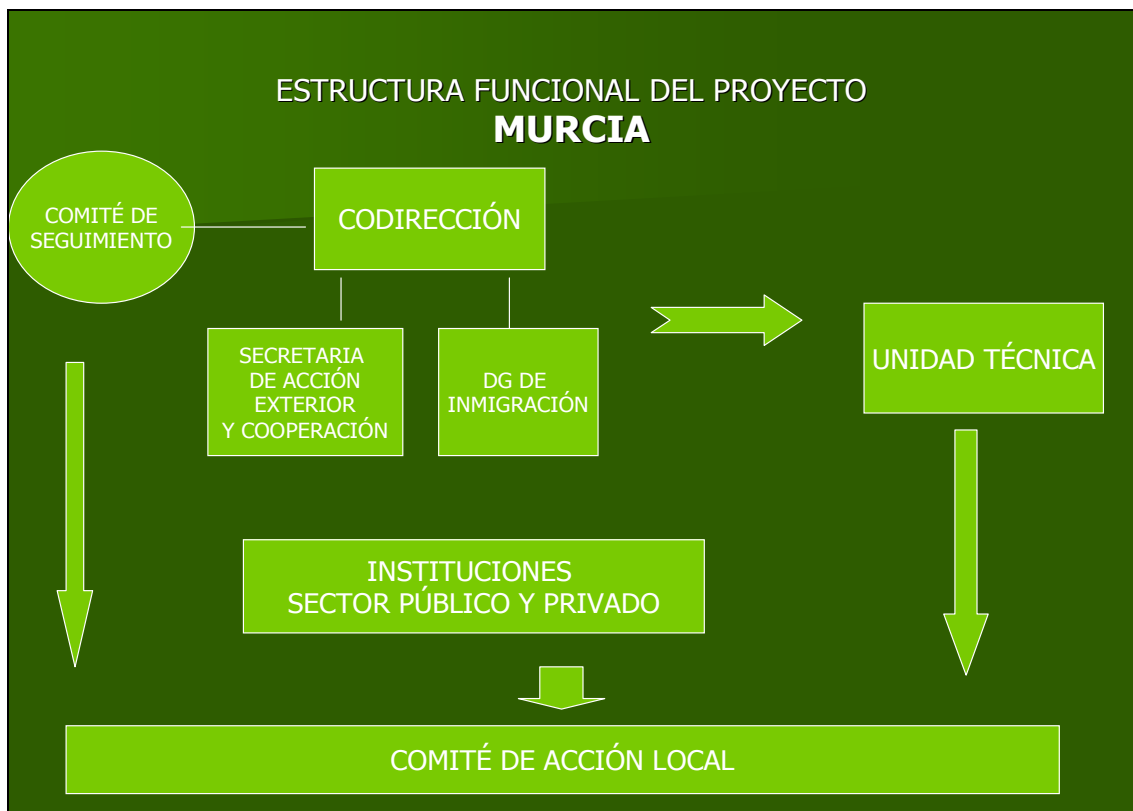 ESTRUCTURA FUNCIONAL DEL PROYECTO
MURCIA
COMITÉ DE
SEGUIMIENTO
CODIRECCIÓN
SECRETARIA
DE ACCIÓN
EXTERIOR
Y COOPERACIÓN
DG DE
INMIGRACIÓN
UNIDAD TÉCNICA
INSTITUCIONES
SECTOR PÚBLICO Y PRIVADO
COMITÉ DE ACCIÓN LOCAL